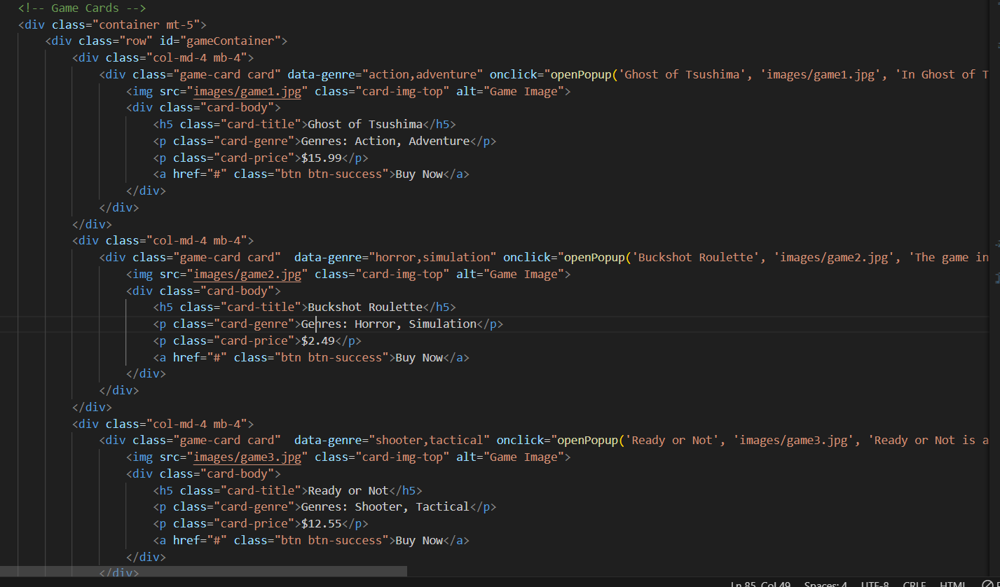 <!-- Game Cards -->
<div class="container mt-5">
<div class="row" id="gameContainer">
<div class="col-md-4 mb-4">
<div class="game-card card" data-genre="action,adventure" onclick="openPopup('Ghost of Tsushima', 'images/game1.jpg', 'In Ghost of T
<img src="images/game1.jpg" class="card-img-top" alt="Game Image">
<div class="card-body">
<h5 class="card-title">Ghost of Tsushima</h5>
<p class="card-genre">Genres: Action, Adventure</p>
<p class="card-price">$15.99</p>
<a href="#" class="btn btn-success">Buy Now</a>
</div>
</div>
</div>
<div class="col-md-4 mb-4">
<div class="game-card card"  data-genre="horror,simulation" onclick="openPopup('Buckshot Roulette', 'images/game2.jpg', 'The game in
<img src="images/game2.jpg" class="card-img-top" alt="Game Image">
<div class="card-body">
<h5 class="card-title">Buckshot Roulette</h5>
<p class="card-genre">Genres: Horror, Simulation</p>
<p class="card-price">$2.49</p>
<a href="#" class="btn btn-success">Buy Now</a>
</div>
</div>
</div>
<div class="col-md-4 mb-4">
<div class="game-card card"  data-genre="shooter,tactical" onclick="openPopup('Ready or Not', 'images/game3.jpg', 'Ready or Not is a
<img src="images/game3.jpg" class="card-img-top" alt="Game Image">
<div class="card-body">
<h5 class="card-title">Ready or Not</h5>
<p class="card-genre">Genres: Shooter, Tactical</p>
<p class="card-price">$12.55</p>
<a href="#" class="btn btn-success">Buy Now</a>
</div>
</div>
Ln 85, Col 49 Spaces: 4 UTF-8 CRLF HTML